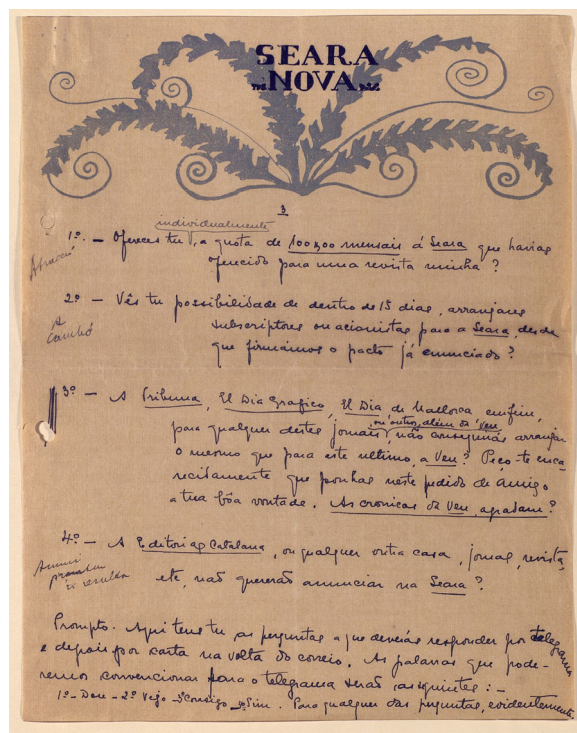 SEARA
NOVA
3
individualmente
1º. — Ofereces tu, a quota de 100$00 mensais á Seara que havias
oferecido para uma revista minha?
2º — Vês tu possibilidade de dentro de 15 dias, arranjares
subscriptores ou acionistas para a Seara, desde
que firmámos o pacto já enunciado?
3º — A Tribuna, El Dia Grafico, El Dia de Mallorca emfim,
ou outro, além da Veu,
para qualquer destes jornais, não conseguirás arranjar
o mesmo que para este ultimo, a Veu? Peço-te enca-
recidamente que ponhas neste pedido de amigo
a tua bôa vontade. As cronicas da Veu, agradam?
4º — A Editorial Catalana, ou qualquer outra casa, jornal, revista,
etc, não quererão anunciar na Seara?
Prompto. Aqui tens tu as perguntas a que deverás responder por telegrama
e depois por carta na volta do correio. As palavras que pode-
remos convencionar para o telegrama serão as seguintes: —
1º - Dou - 2º Vejo - 3º Consigo - 4º Sim. Para qualquer das perguntas, evidentemente.